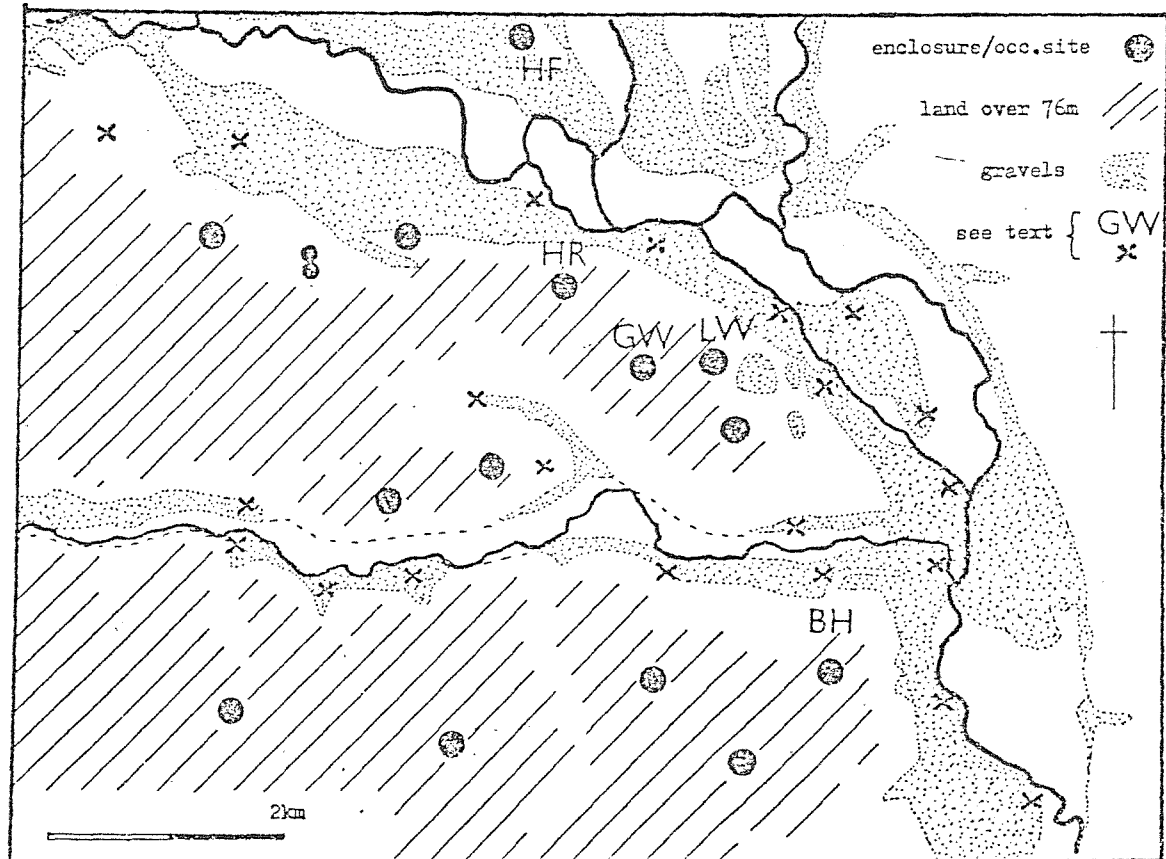 enclosure/occ.site
HF
land over 76m
gravels
see text { GW
HR
GW LW
BH
2km